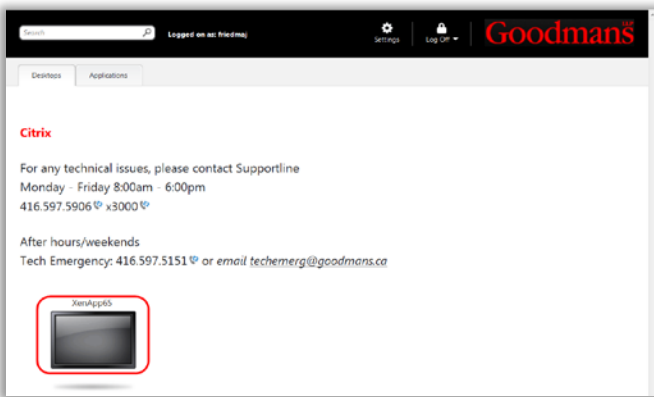 Search
Logged on as: friedmaj
Settings
Log Off
Goodmans LLP
Desktops
Applications
Citrix
For any technical issues, please contact Supportline
Monday - Friday 8:00am - 6:00pm
416.597.5906 x3000
After hours/weekends
Tech Emergency: 416.597.5151 or email techemerg@goodmans.ca
XenApp65